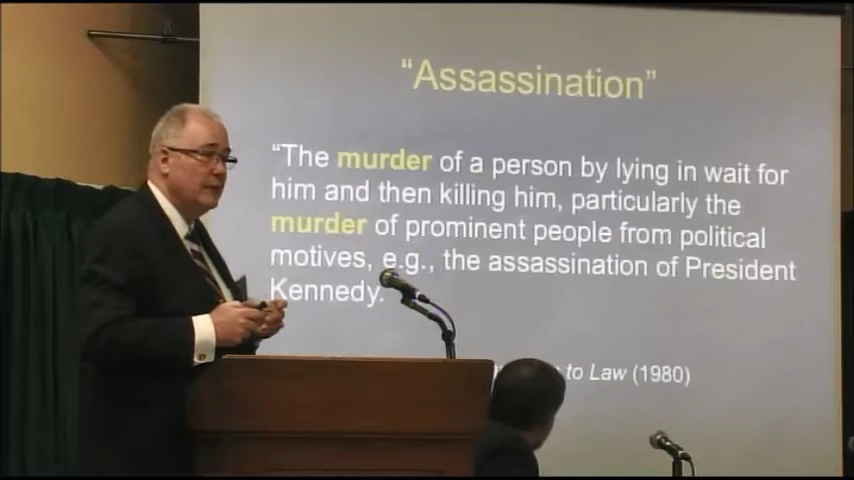 “Assassination”
“The murder of a person by lying in wait for
him and then killing him, particularly the
murder of prominent people from political
motives, e.g., the assassination of President
Kennedy.
to Law (1980)